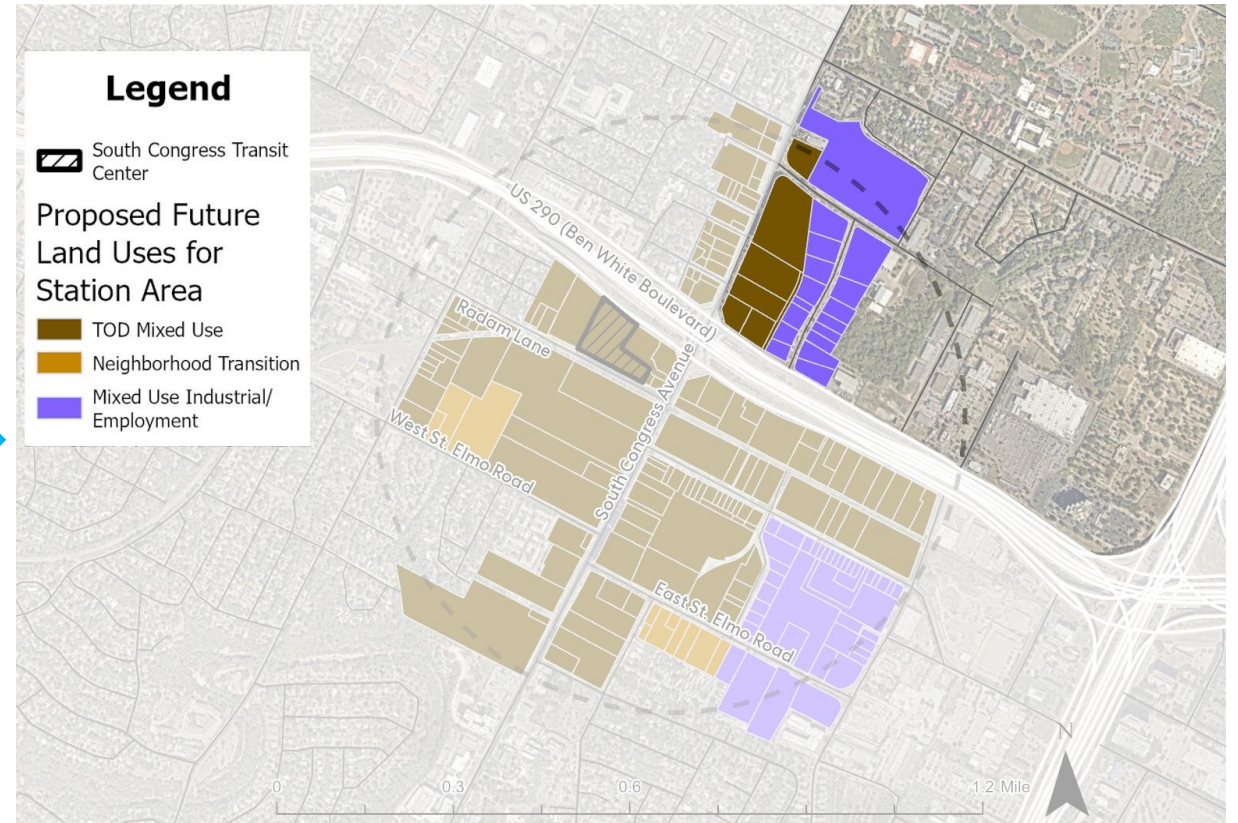 Legend
South Congress Transit
Center
Proposed Future
Land Uses for
Station Area
TOD Mixed Use
Neighborhood Transition
Mixed Use Industrial/
Employment
US 290 (Ben White Boulevard)
Radam Lane
South Congress Avenue
West St. Elmo Road
East St. Elmo Road
N
0 0.3 0.6 1.2 Mile